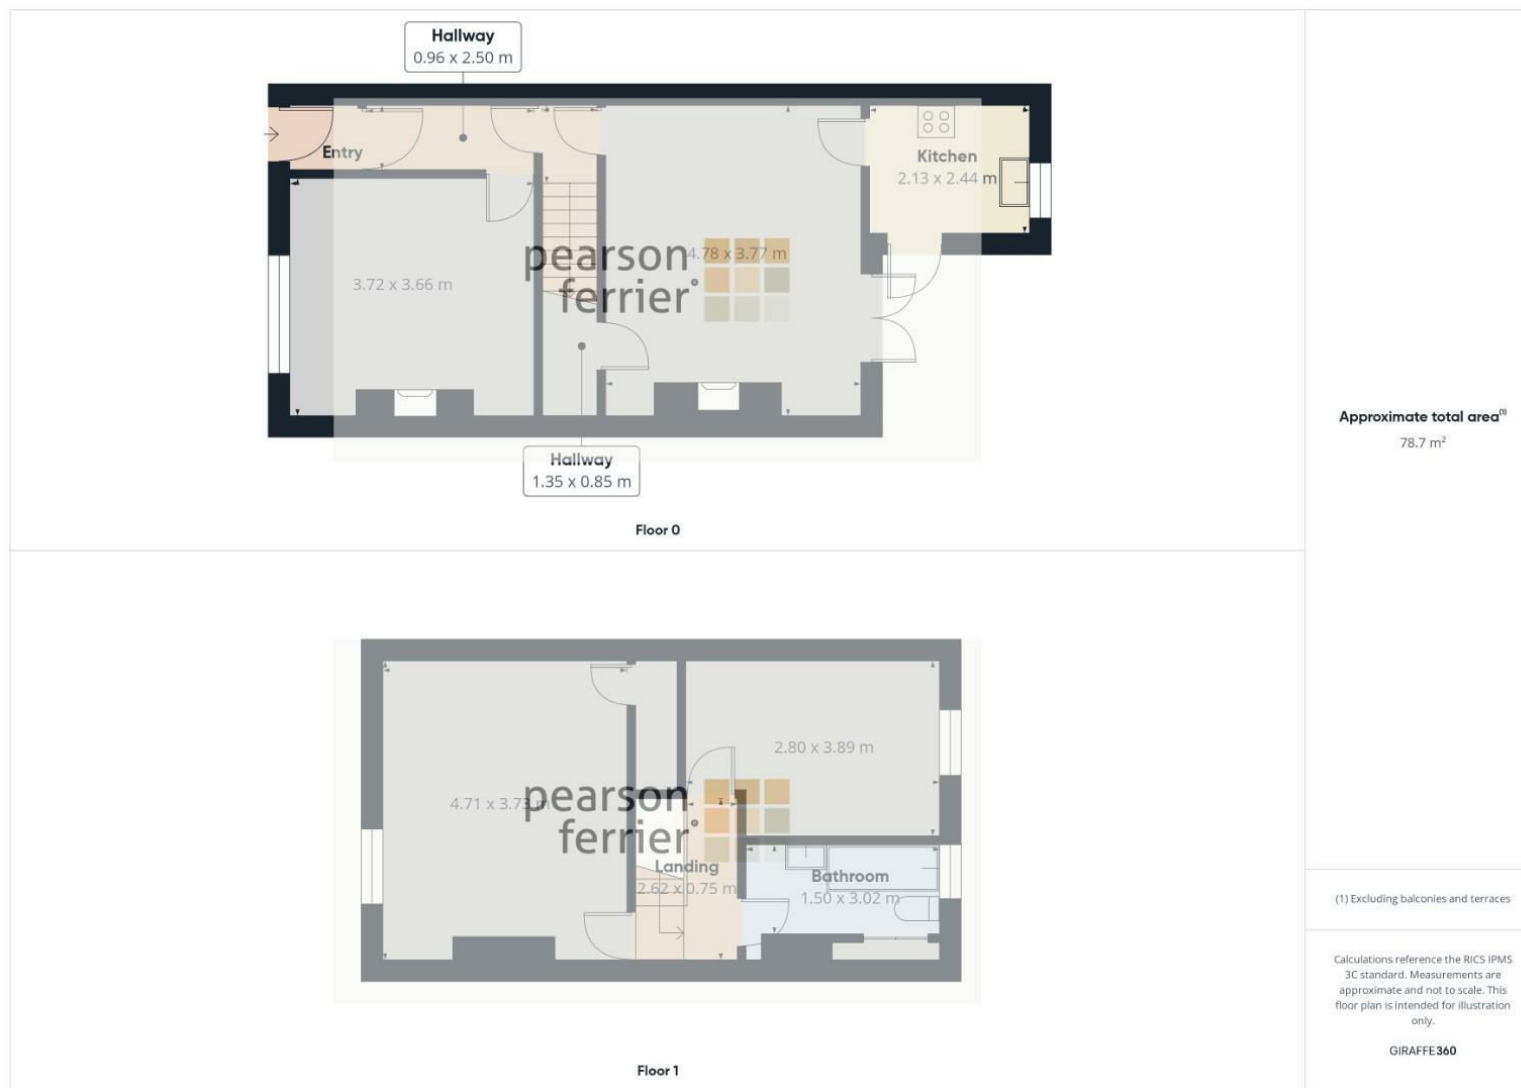 Hallway
0.96 x 2.50 m
Entry
Kitchen
2.13 x 2.44 m
4.78 x 3.77 m
pearson
ferrier
3.72 x 3.66 m
Hallway
1.35 x 0.85 m
Floor 0
Approximate total area(1)
78.7 m²
2.80 x 3.89 m
4.71 x 3.73 m
pearson
ferrier
Landing
2.62 x 0.75 m
Bathroom
1.50 x 3.02 m
Floor 1
(1) Excluding balconies and terraces
Calculations reference the RICS IPMS
3C standard. Measurements are
approximate and not to scale. This
floor plan is intended for illustration
only.
GIRAFFE360